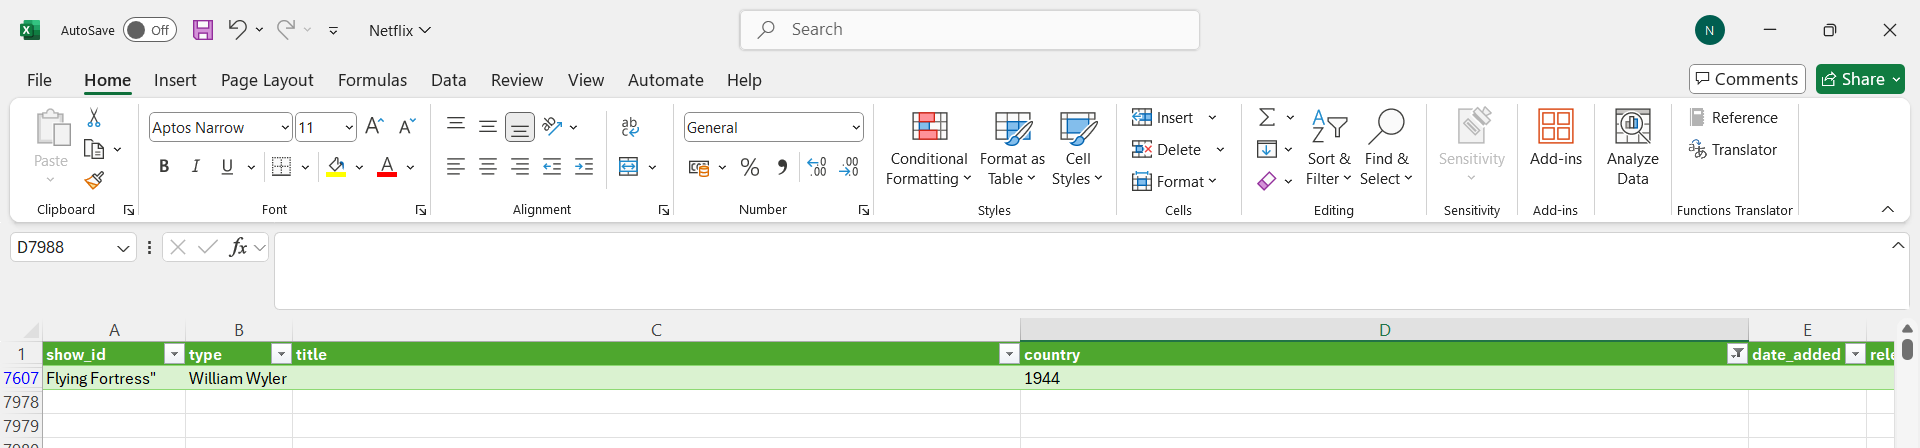 AutoSave Off Netflix Search N
File Home Insert Page Layout Formulas Data Review View Automate Help Comments Share
Paste
Clipboard
Aptos Narrow 11
B I U A
Font
ab
c
Alignment
General
% .00
Number
Conditional
Formatting
Format as
Table
Cell
Styles
Styles
Insert
Delete
Format
Cells
Sort &
Filter
Find &
Select
Editing
Sensitivity
Sensitivity
Add-ins
Add-ins
Analyze
Data
Reference
Translator
Functions Translator
D7988 fx
A B C D E
1 show_id type title country date_added rele
7607 Flying Fortress" William Wyler 1944
7978
7979